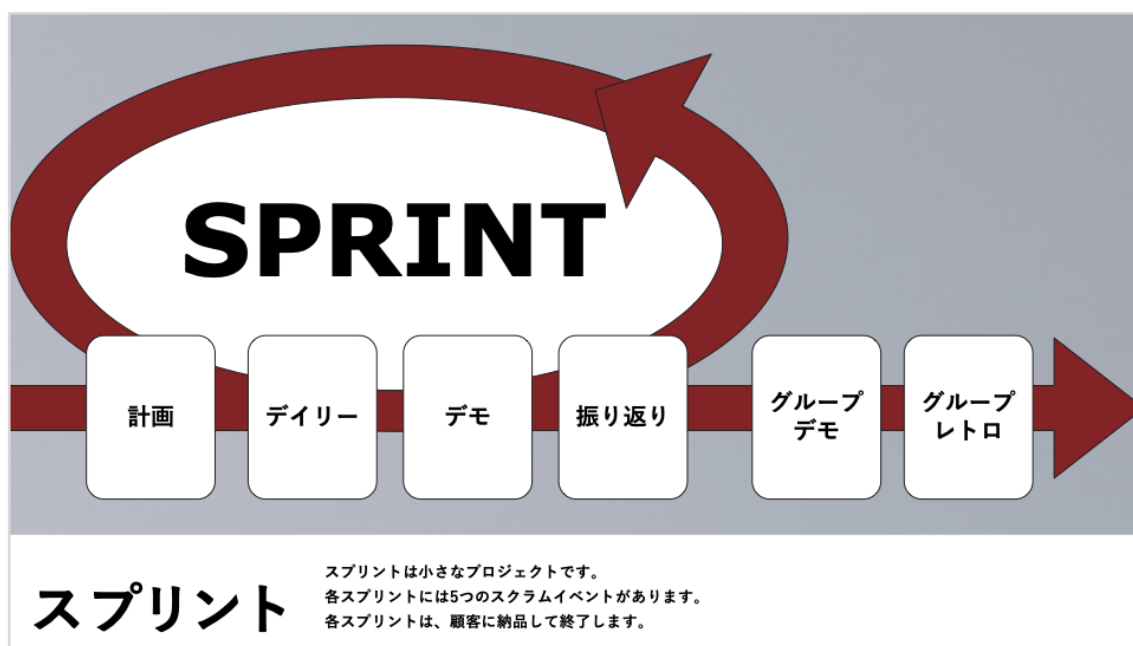 SPRINT
計画
デイリー
デモ
振り返り
グループ
デモ
グループ
レトロ
スプリント
スプリントは小さなプロジェクトです。
各スプリントには5つのスクラムイベントがあります。
各スプリントは、顧客に納品して終了します。